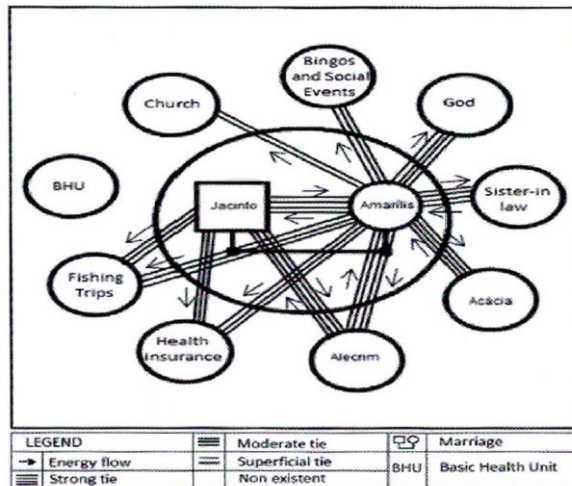 Bingos
and Social
Events
Church
God
BHU
Jacinto
Amarílis
Sister-in
law
Fishing
Trips
Acácia
Health
insurance
Alecrim
LEGEND
Moderate tie
Marriage
Energy flow
Superficial tie
BHU
Basic Health Unit
Strong tie
Non existent